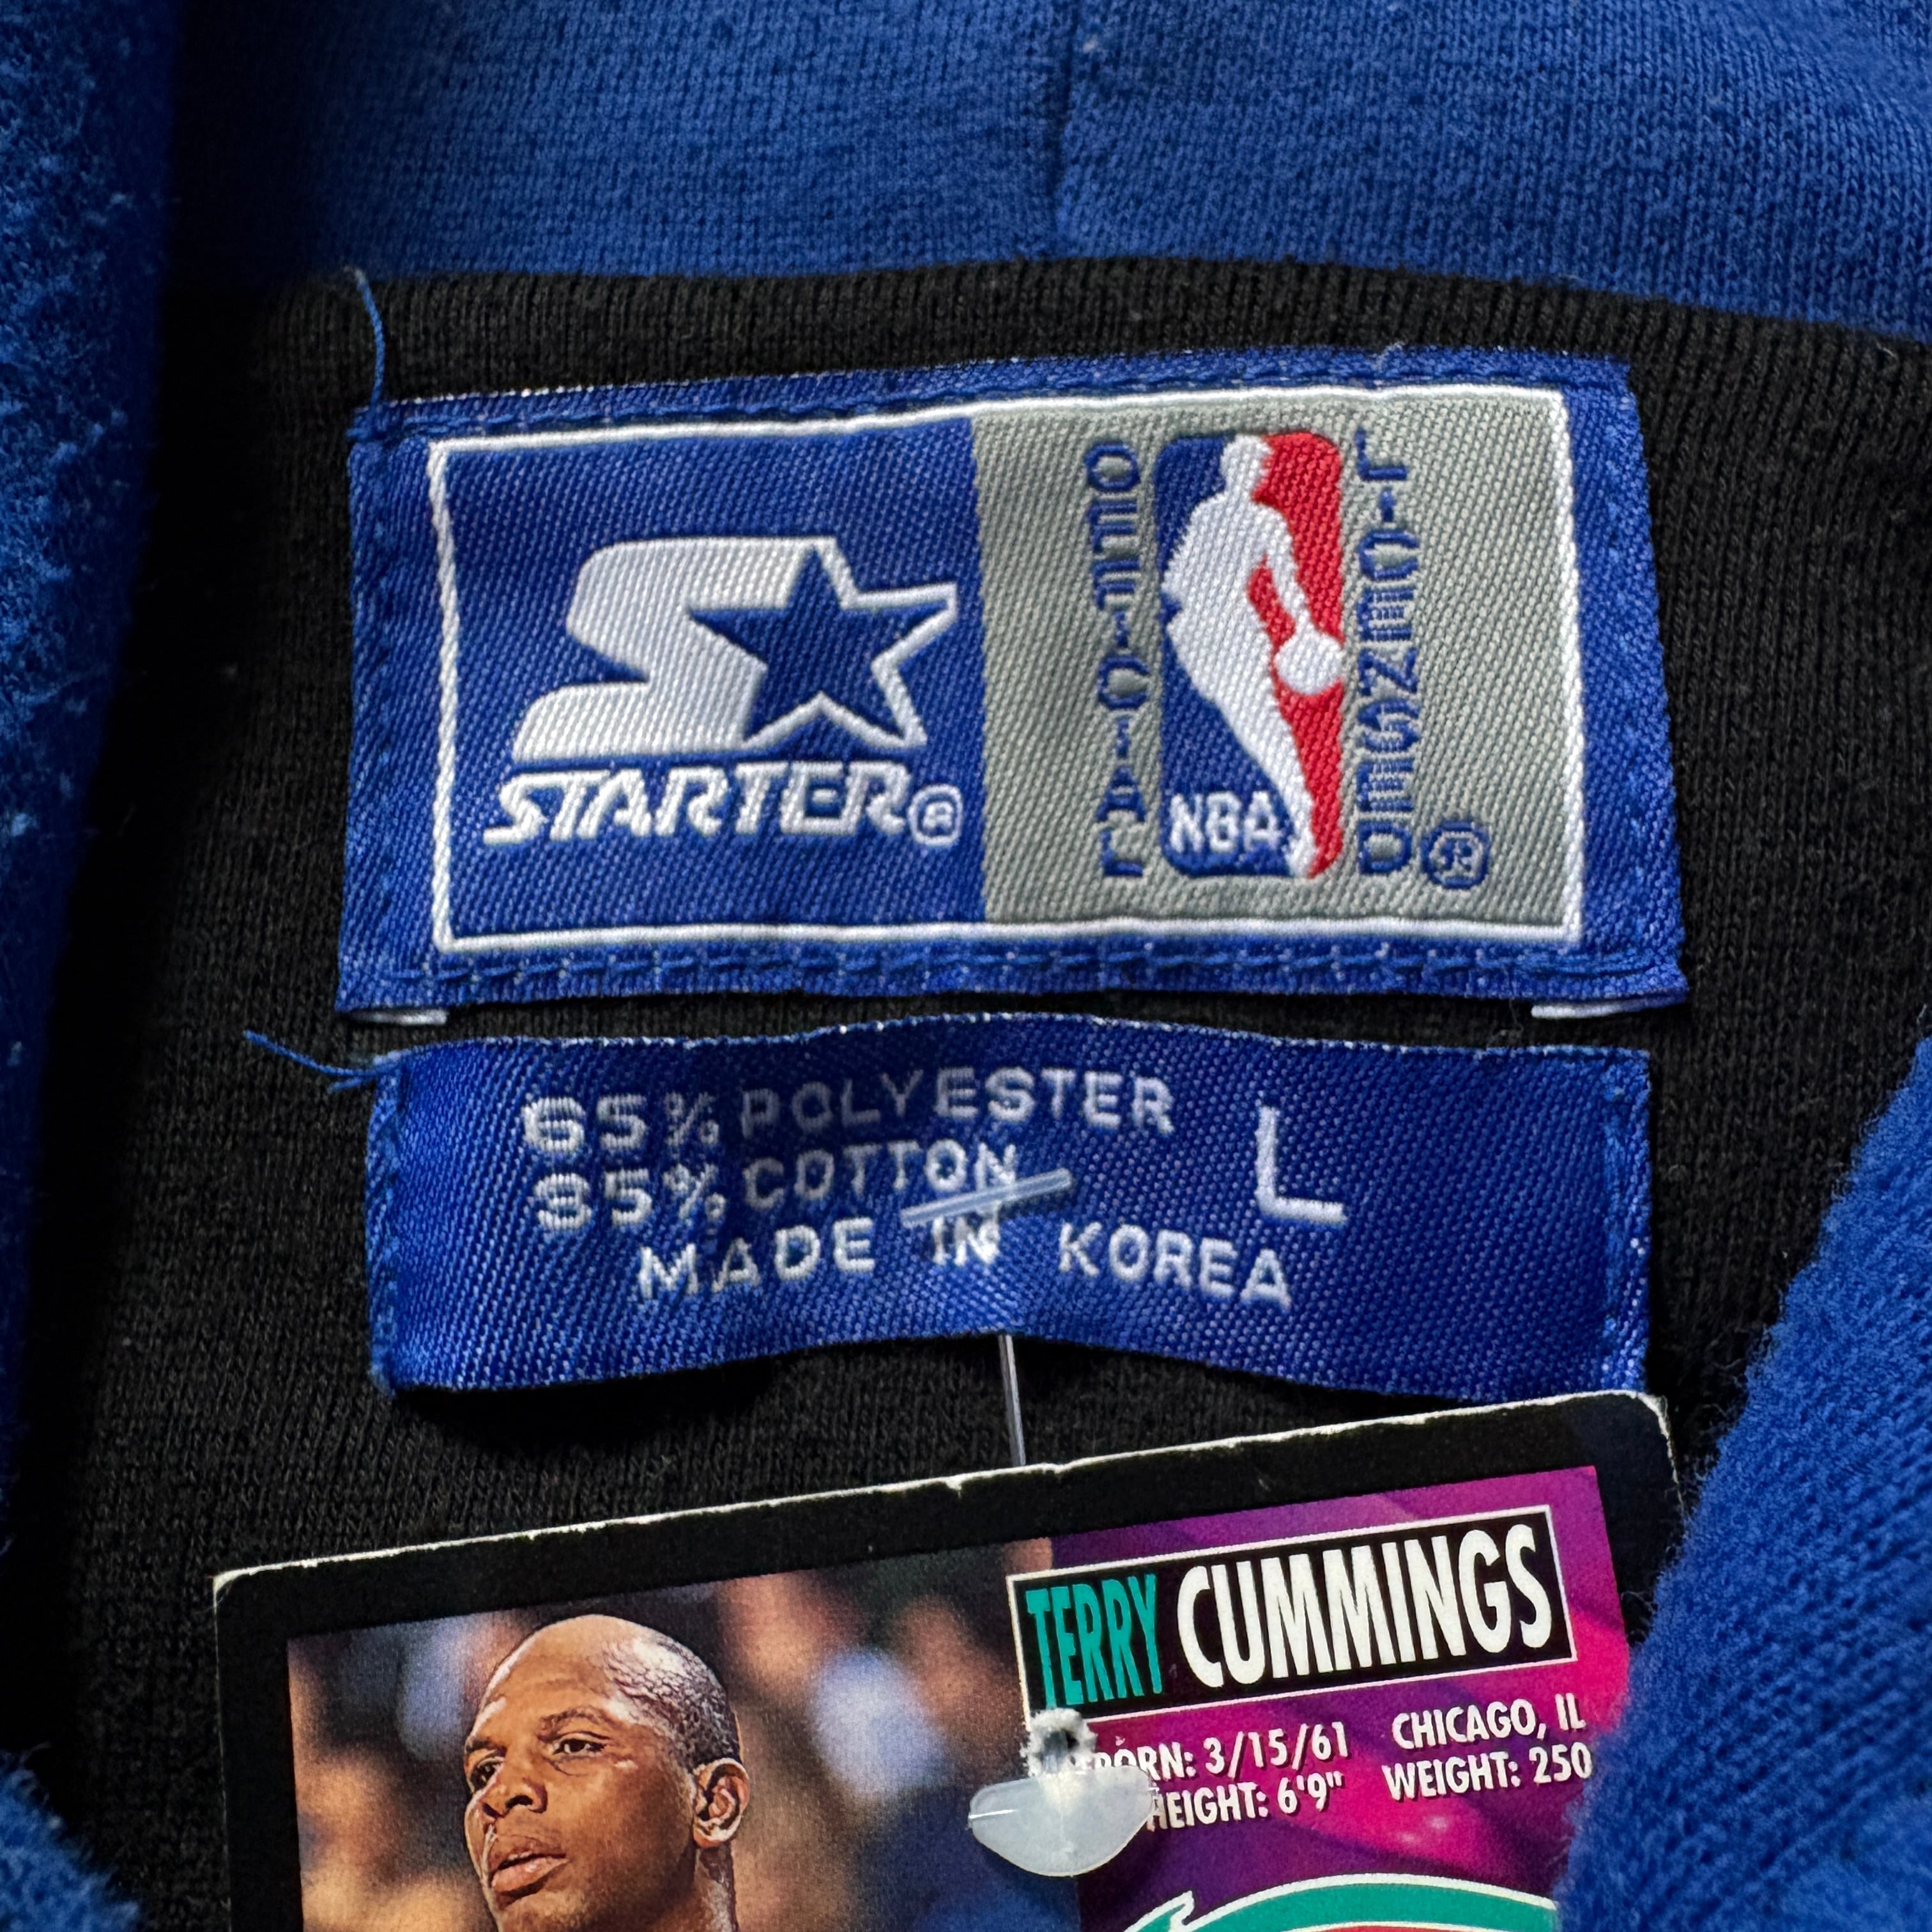 STARTER®
OFFICIAL
NBA
LICENSED
®
65% POLYESTER
35% COTTON
L
MADE IN KOREA
TERRY CUMMINGS
BORN: 3/15/61 CHICAGO, IL
HEIGHT: 6'9" WEIGHT: 250